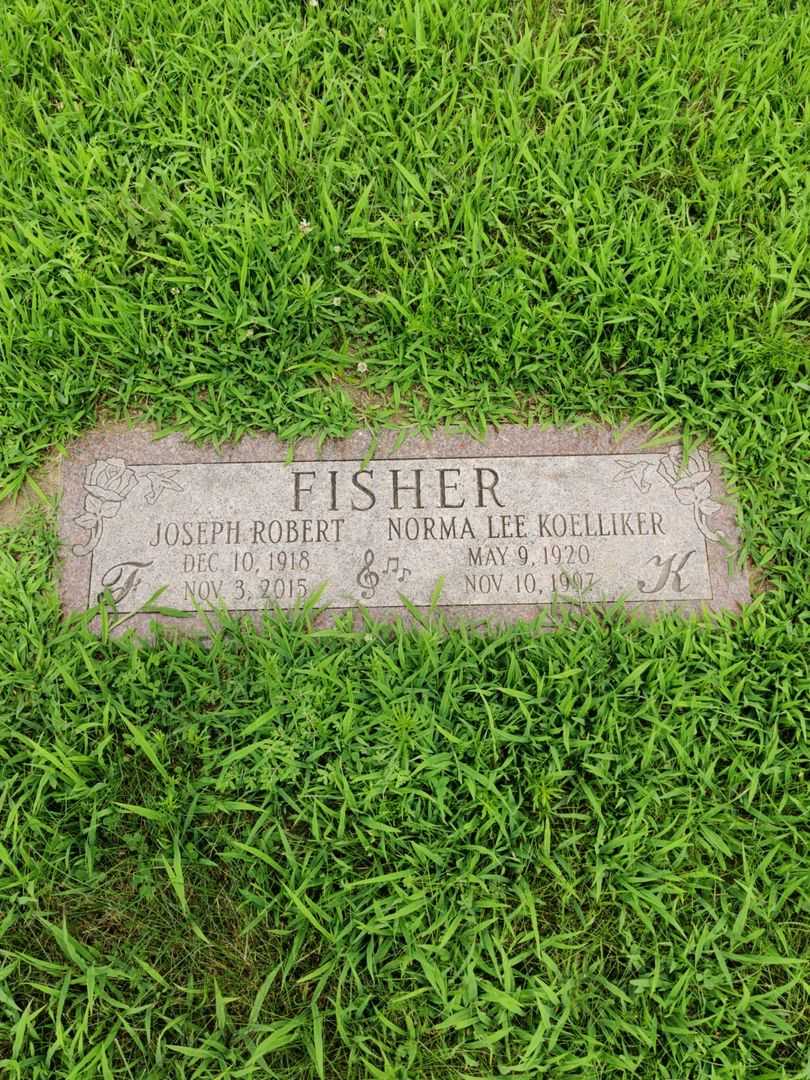 FISHER
JOSEPH ROBERT NORMA LEE KOELLIKER
DEC. 10, 1918 MAY 9, 1920
F NOV. 3, 2015 NOV. 10, 1997 K